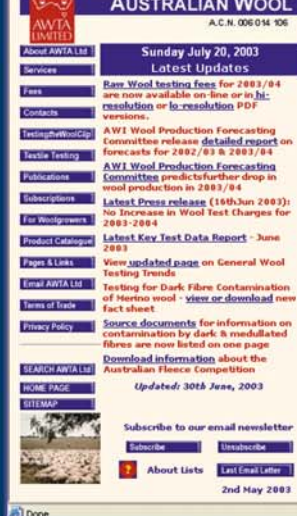 AUSTRALIAN WOOL
A.C.N. 006 014 106
AWTA
LIMITED
About AWTA Ltd
Services
Fees
Contacts
TestingtheWoolClip
Textile Testing
Publications
Subscriptions
For Woolgrowers
Product Catalogue
Pages & Links
Email AWTA Ltd
Terms of Trade
Privacy Policy
SEARCH AWTA Ltd
HOME PAGE
SITEMAP
Sunday July 20, 2003
Latest Updates
Raw Wool testing fees for 2003/04
are now available on-line or in hi-
resolution or lo-resolution PDF
versions.
AWI Wool Production Forecasting
Committee release detailed report on
forecasts for 2002/03 & 2003/04
AWI Wool Production Forecasting
Committee predictsfurther drop in
wool production in 2003/04
Latest Press release (16thJun 2003):
No Increase in Wool Test Charges for
2003-2004
Latest Key Test Data Report - June
2003
View updated page on General Wool
Testing Trends
Testing for Dark Fibre Contamination
of Merino wool - view or download new
fact sheet
Source documents for information on
contamination by dark & medullated
fibres are now listed on one page
Download information about the
Australian Fleece Competition
Updated: 30th June, 2003
Subscribe to our email newsletter
Subscribe
Unsubscribe
? About Lists
Last Email Letter
2nd May 2003
Done